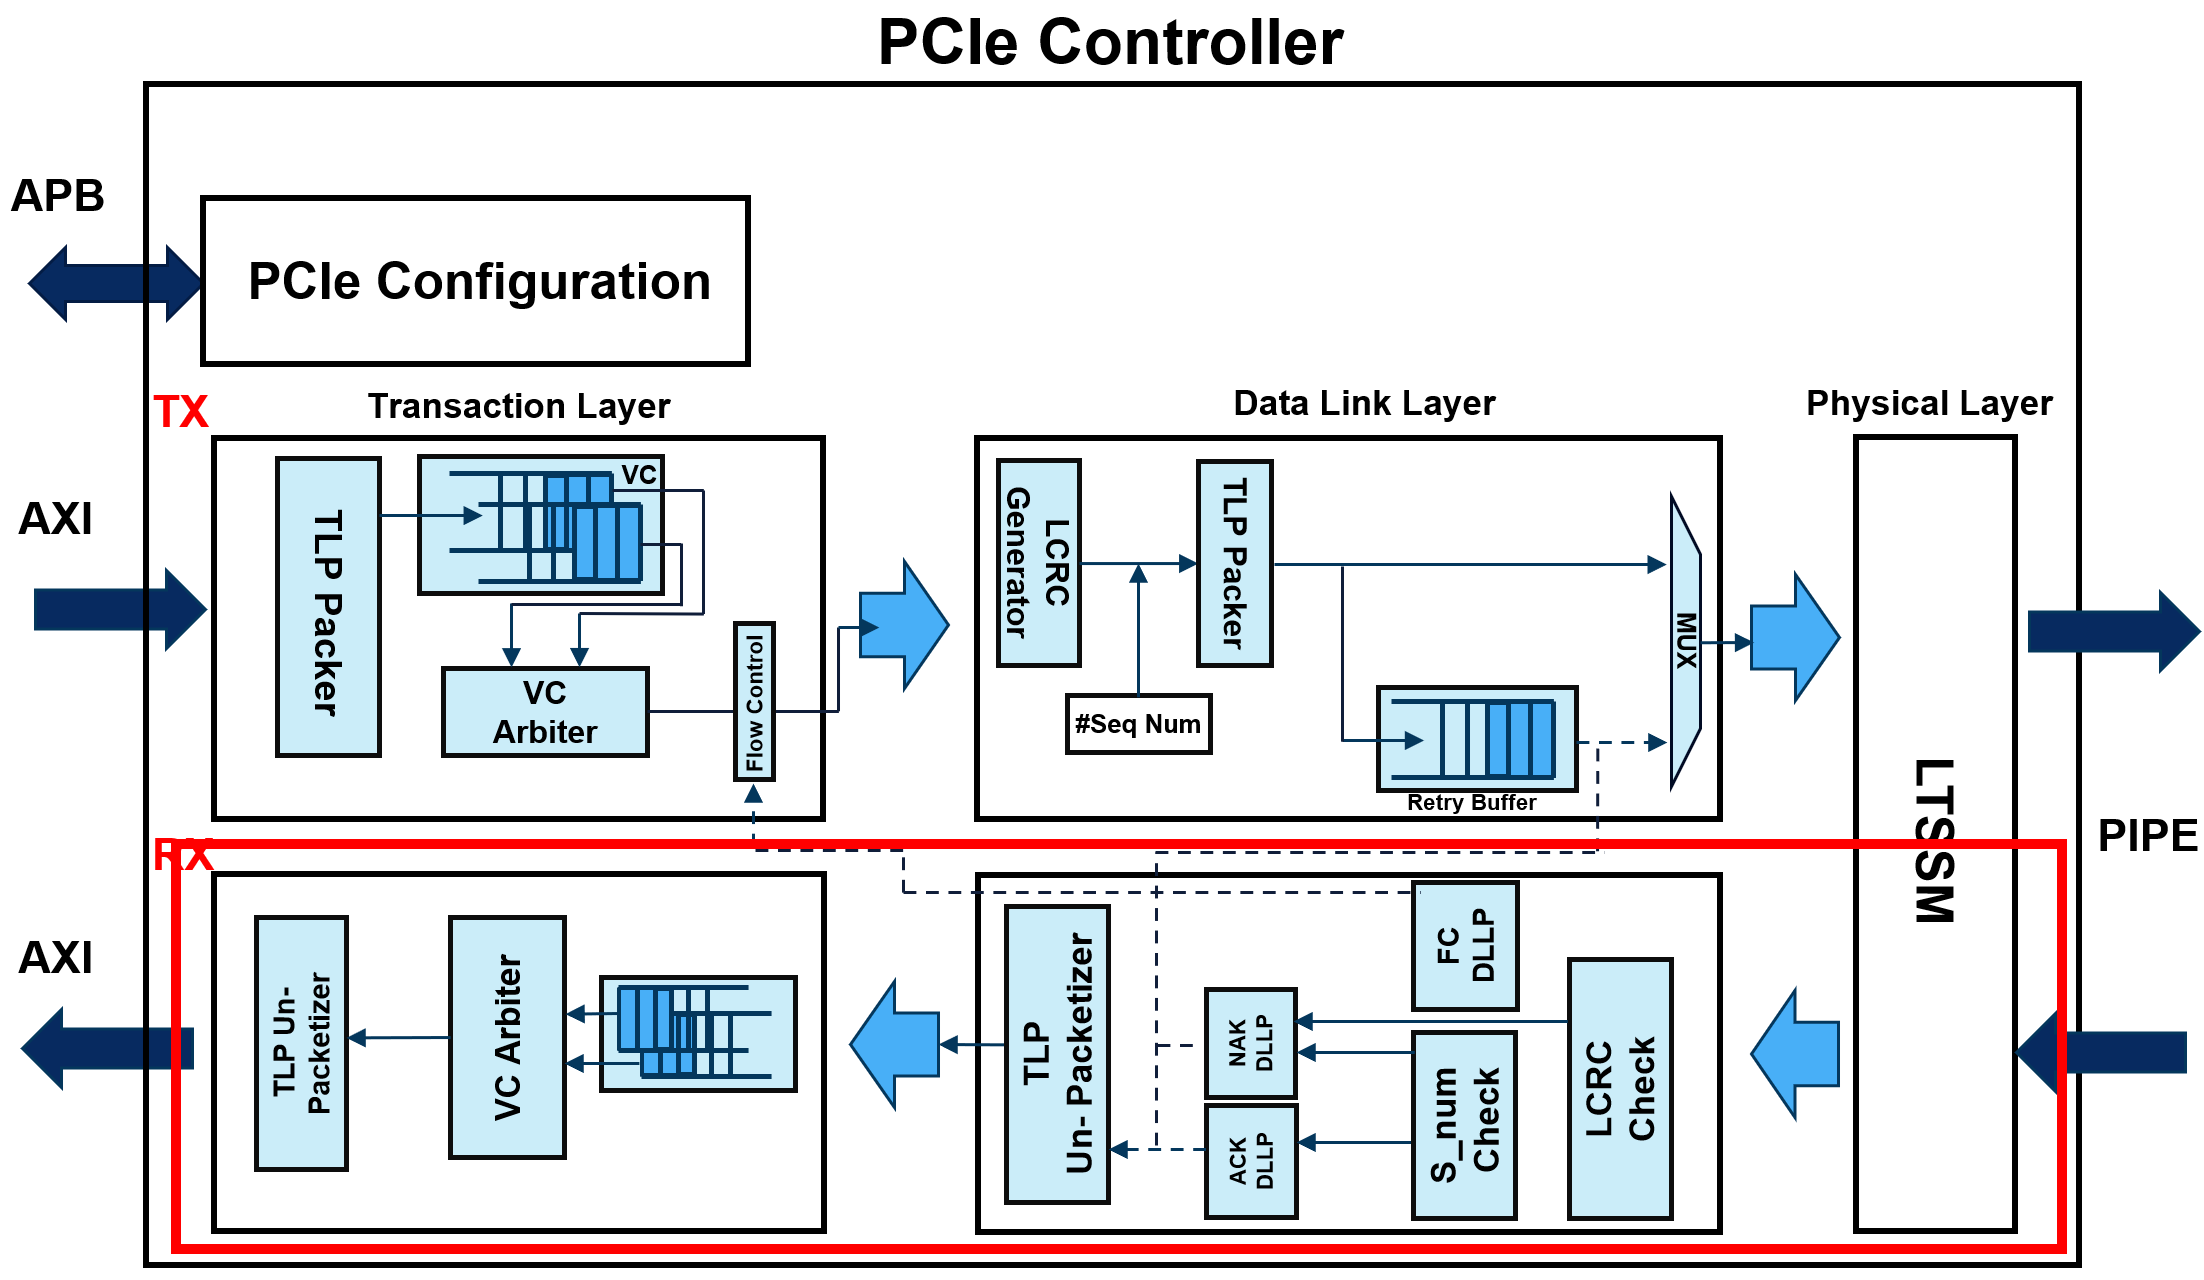 PCIe Controller
APB
PCIe Configuration
TX
Transaction Layer
Data Link Layer
Physical Layer
AXI
TLP Packer
VC
VC
Arbiter
Flow Control
LCRC
Generator
#Seq Num
TLP Packer
Retry Buffer
MUX
LTSSM
PIPE
RX
AXI
TLP Un-
Packetizer
VC Arbiter
TLP
Un- Packetizer
NAK
DLLP
ACK
DLLP
FC
DLLP
S_num
Check
LCRC
Check